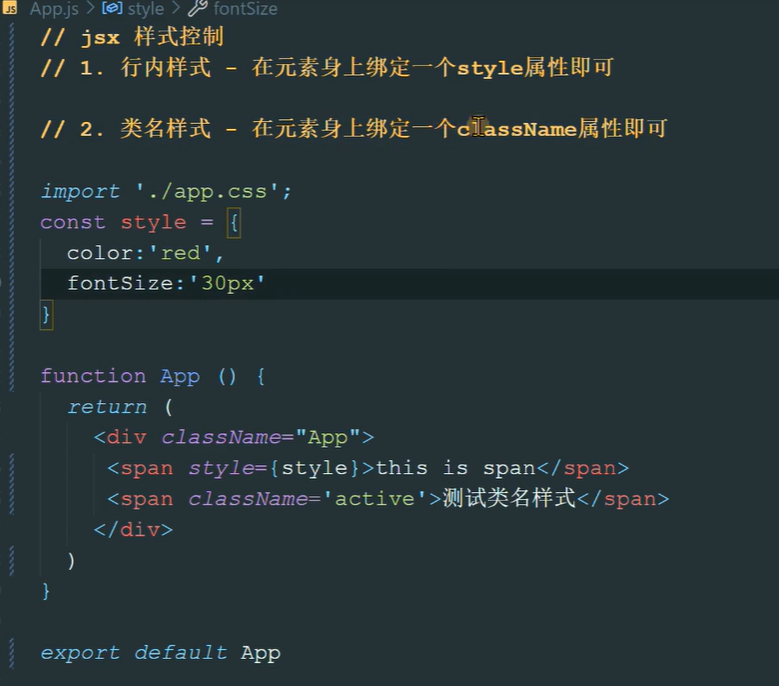 App.js > style > fontSize
// jsx 样式控制
// 1. 行内样式 - 在元素身上绑定一个style属性即可
// 2. 类名样式 - 在元素身上绑定一个className属性即可
import './app.css';
const style = {
color:'red',
fontSize:'30px'
}
function App () {
return (
<div className="App">
<span style={style}>this is span</span>
<span className='active'>测试类名样式</span>
</div>
)
}
export default App